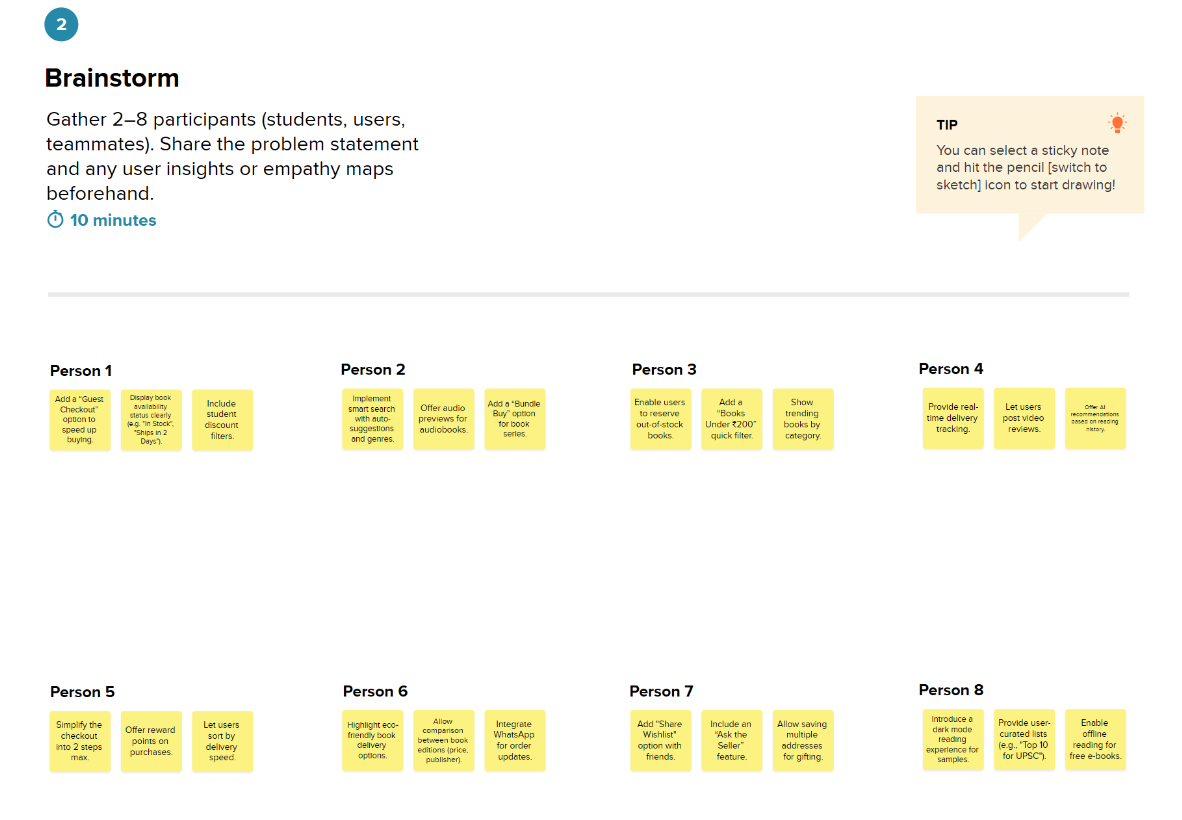 2
Brainstorm
Gather 2–8 participants (students, users,
teammates). Share the problem statement
and any user insights or empathy maps
beforehand.
10 minutes
TIP
You can select a sticky note
and hit the pencil [switch to
sketch] icon to start drawing!
Person 1
Add a "Guest
Checkout"
option to
speed up
buying.
Display book
availability
status clearly
(e.g. "In Stock",
"Ships in 2
Days").
Include
student
discount
filters.
Person 2
Implement
smart search
with auto-
suggestions
and genres.
Offer audio
previews for
audiobooks.
Add a “Bundle
Buy” option
for book
series.
Person 3
Enable users
to reserve
out-of-stock
books.
Add a
“Books
Under ₹200”
quick filter.
Show
trending
books by
category.
Person 4
Provide real-
time delivery
tracking.
Let users
post video
reviews.
Offer AI
recommendations
based on reading
history.
Person 5
Simplify the
checkout
into 2 steps
max.
Offer reward
points on
purchases.
Let users
sort by
delivery
speed.
Person 6
Highlight eco-
friendly book
delivery
options.
Allow
comparison
between book
editions (price,
publisher).
Integrate
WhatsApp
for order
updates.
Person 7
Add "Share
Wishlist"
option with
friends.
Include an
“Ask the
Seller”
feature.
Allow saving
multiple
addresses
for gifting.
Person 8
Introduce a
dark mode
reading
experience for
samples.
Provide user-
curated lists
(e.g., "Top 10
for UPSC").
Enable
offline
reading for
free e-books.